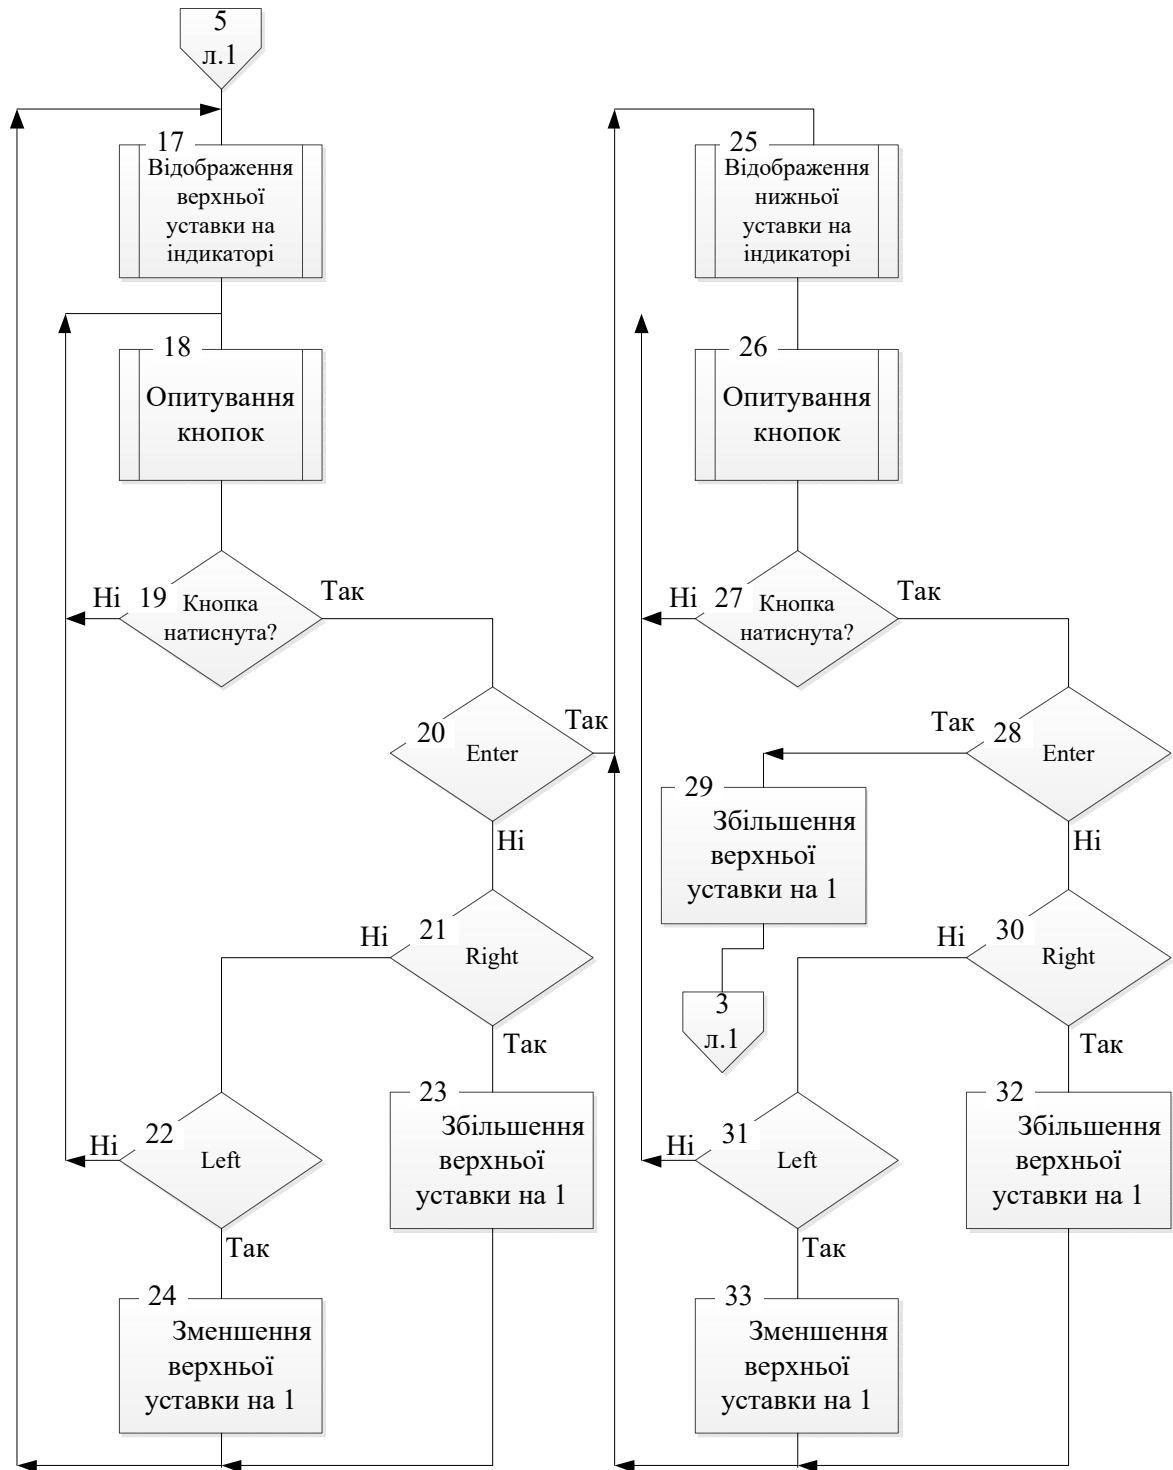 5
л.1
17
Відображення
верхньої
уставки на
індикаторі
18
Опитування
кнопок
Ні
19
Кнопка
натиснута?
Так
20
Enter
Так
Ні
21
Right
Ні
Так
22
Left
Ні
Так
23
Збільшення
верхньої
уставки на 1
24
Зменшення
верхньої
уставки на 1
25
Відображення
нижньої
уставки на
індикаторі
26
Опитування
кнопок
Ні
27
Кнопка
натиснута?
Так
Так
28
Enter
Ні
29
Збільшення
верхньої
уставки на 1
3
л.1
Ні
30
Right
Так
Ні
31
Left
Так
32
Збільшення
верхньої
уставки на 1
33
Зменшення
верхньої
уставки на 1